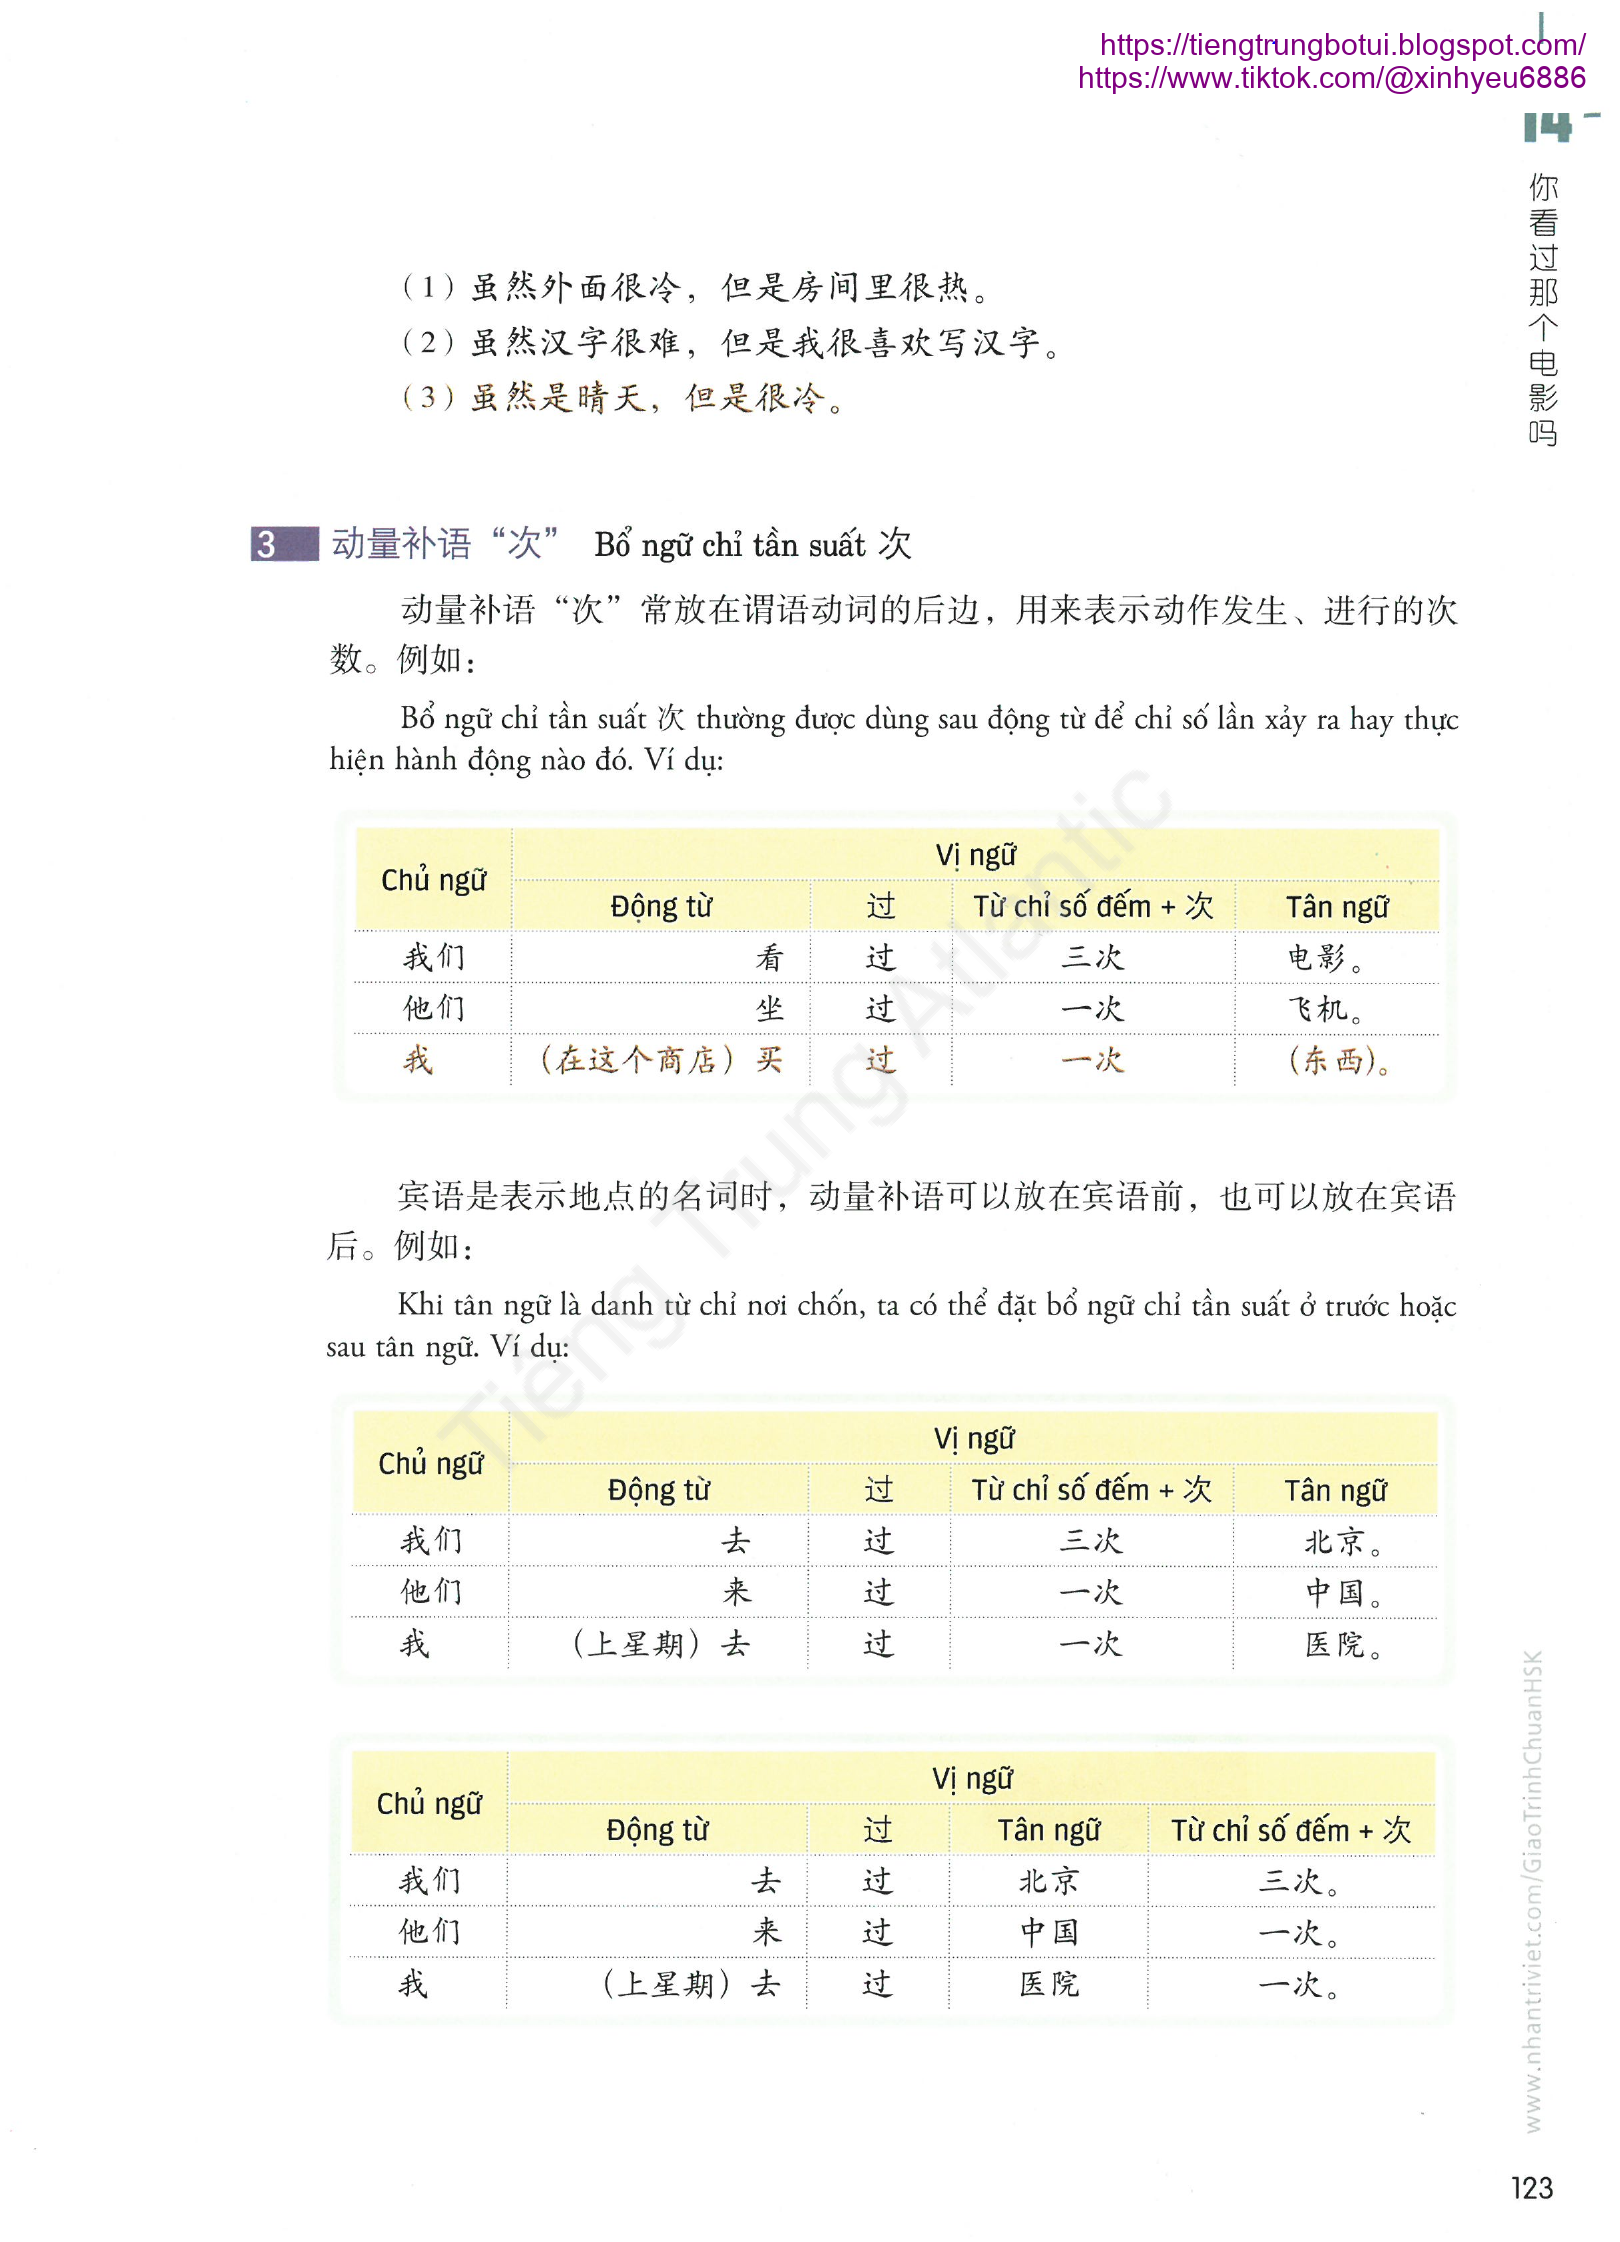 https://tiengtrungbotui.blogspot.com/
https://www.tiktok.com/@xinhyeu6886
14
你看过那个电影吗
（1）虽然外面很冷，但是房间里很热。
（2）虽然汉字很难，但是我很喜欢写汉字。
（3）虽然是晴天，但是很冷。
3 动量补语“次” Bổ ngữ chỉ tần suất 次
动量补语“次”常放在谓语动词的后边，用来表示动作发生、进行的次
数。例如：
Bổ ngữ chỉ tần suất 次 thường được dùng sau động từ để chỉ số lần xảy ra hay thực
hiện hành động nào đó. Ví dụ:
Chủ ngữ Vị ngữ
Động từ 过 Từ chỉ số đếm + 次 Tân ngữ
我们 看 过 三次 电影。
他们 坐 过 一次 飞机。
我 （在这个商店）买 过 一次 （东西）。
宾语是表示地点的名词时，动量补语可以放在宾语前，也可以放在宾语
后。例如：
Khi tân ngữ là danh từ chỉ nơi chốn, ta có thể đặt bổ ngữ chỉ tần suất ở trước hoặc
sau tân ngữ. Ví dụ:
Chủ ngữ Vị ngữ
Động từ 过 Từ chỉ số đếm + 次 Tân ngữ
我们 去 过 三次 北京。
他们 来 过 一次 中国。
我 （上星期）去 过 一次 医院。
Chủ ngữ Vị ngữ
Động từ 过 Tân ngữ Từ chỉ số đếm + 次
我们 去 过 北京 三次。
他们 来 过 中国 一次。
我 （上星期）去 过 医院 一次。
Tiếng Trung Atlantic
www.nhantriviet.com/GiaoTrinhChuanHSK
123